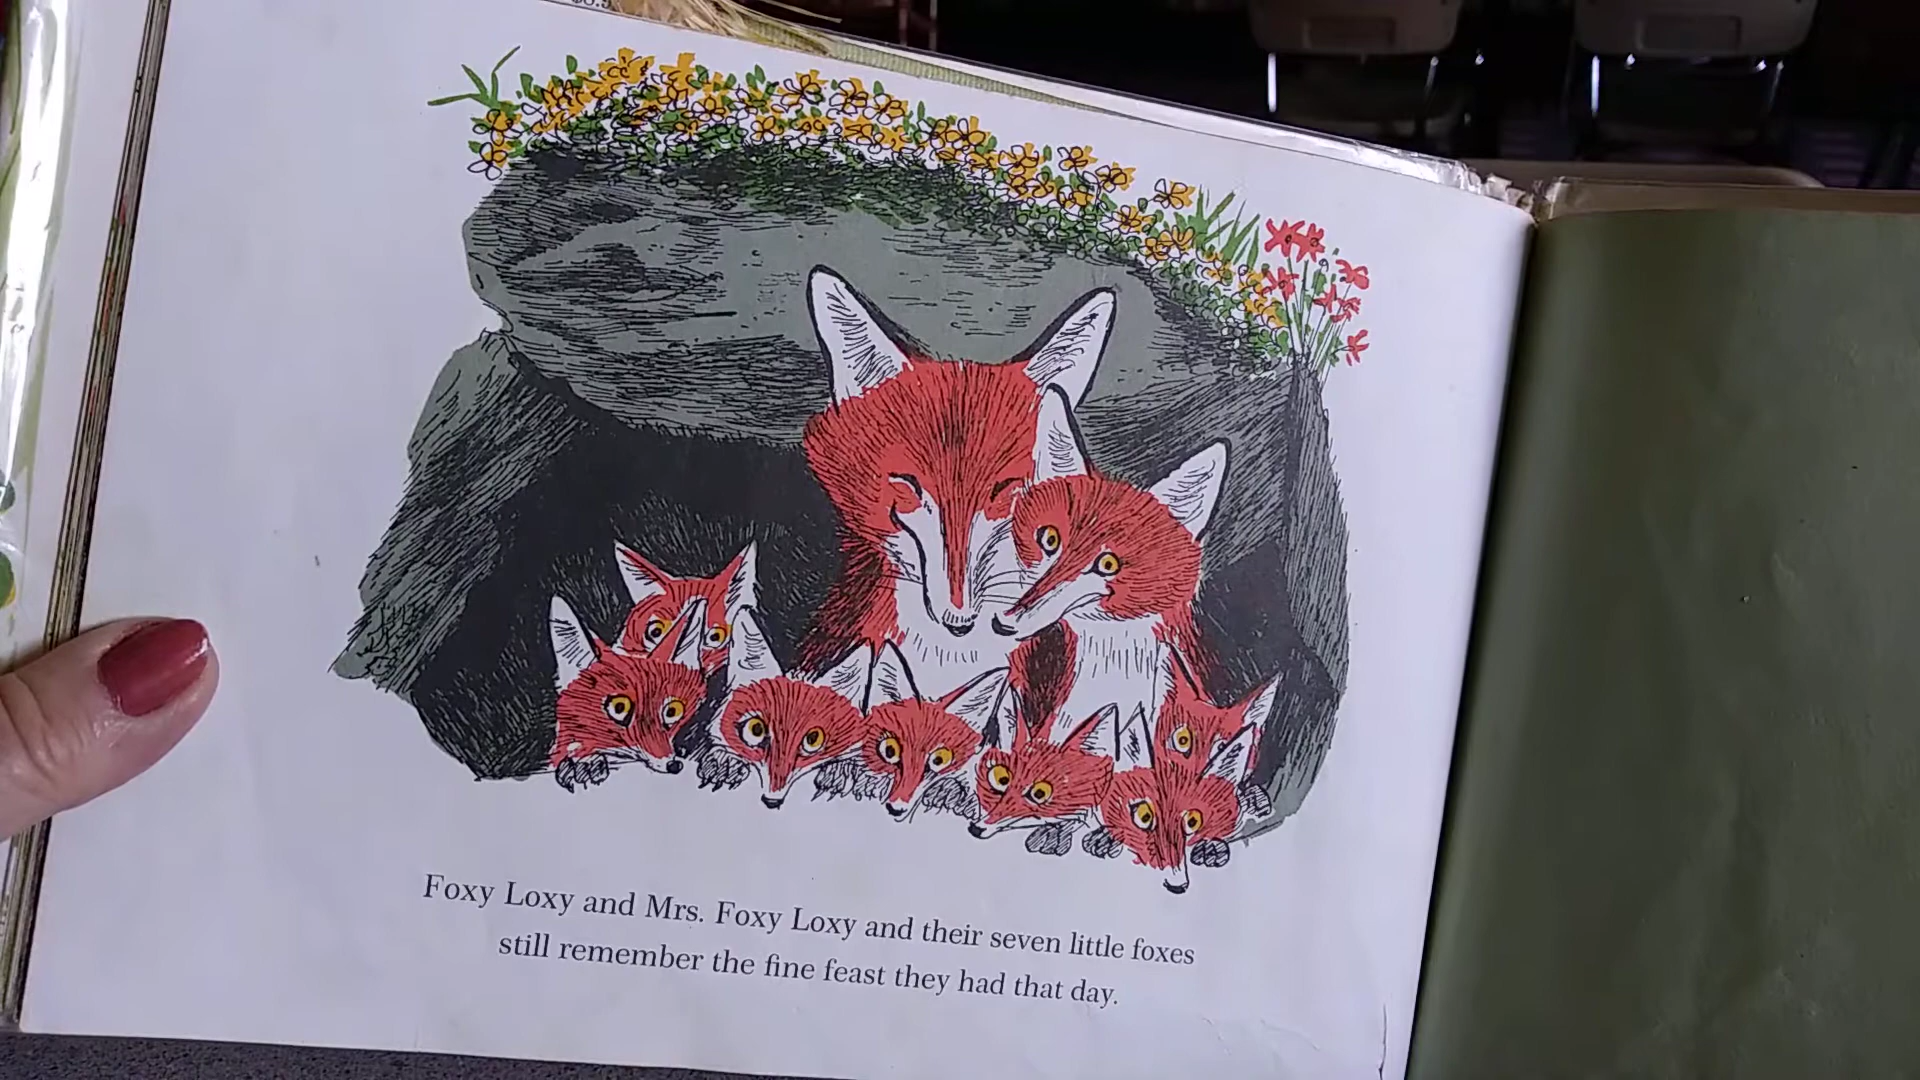 Foxy Loxy and Mrs. Foxy Loxy and their seven little foxes
still remember the fine feast they had that day.